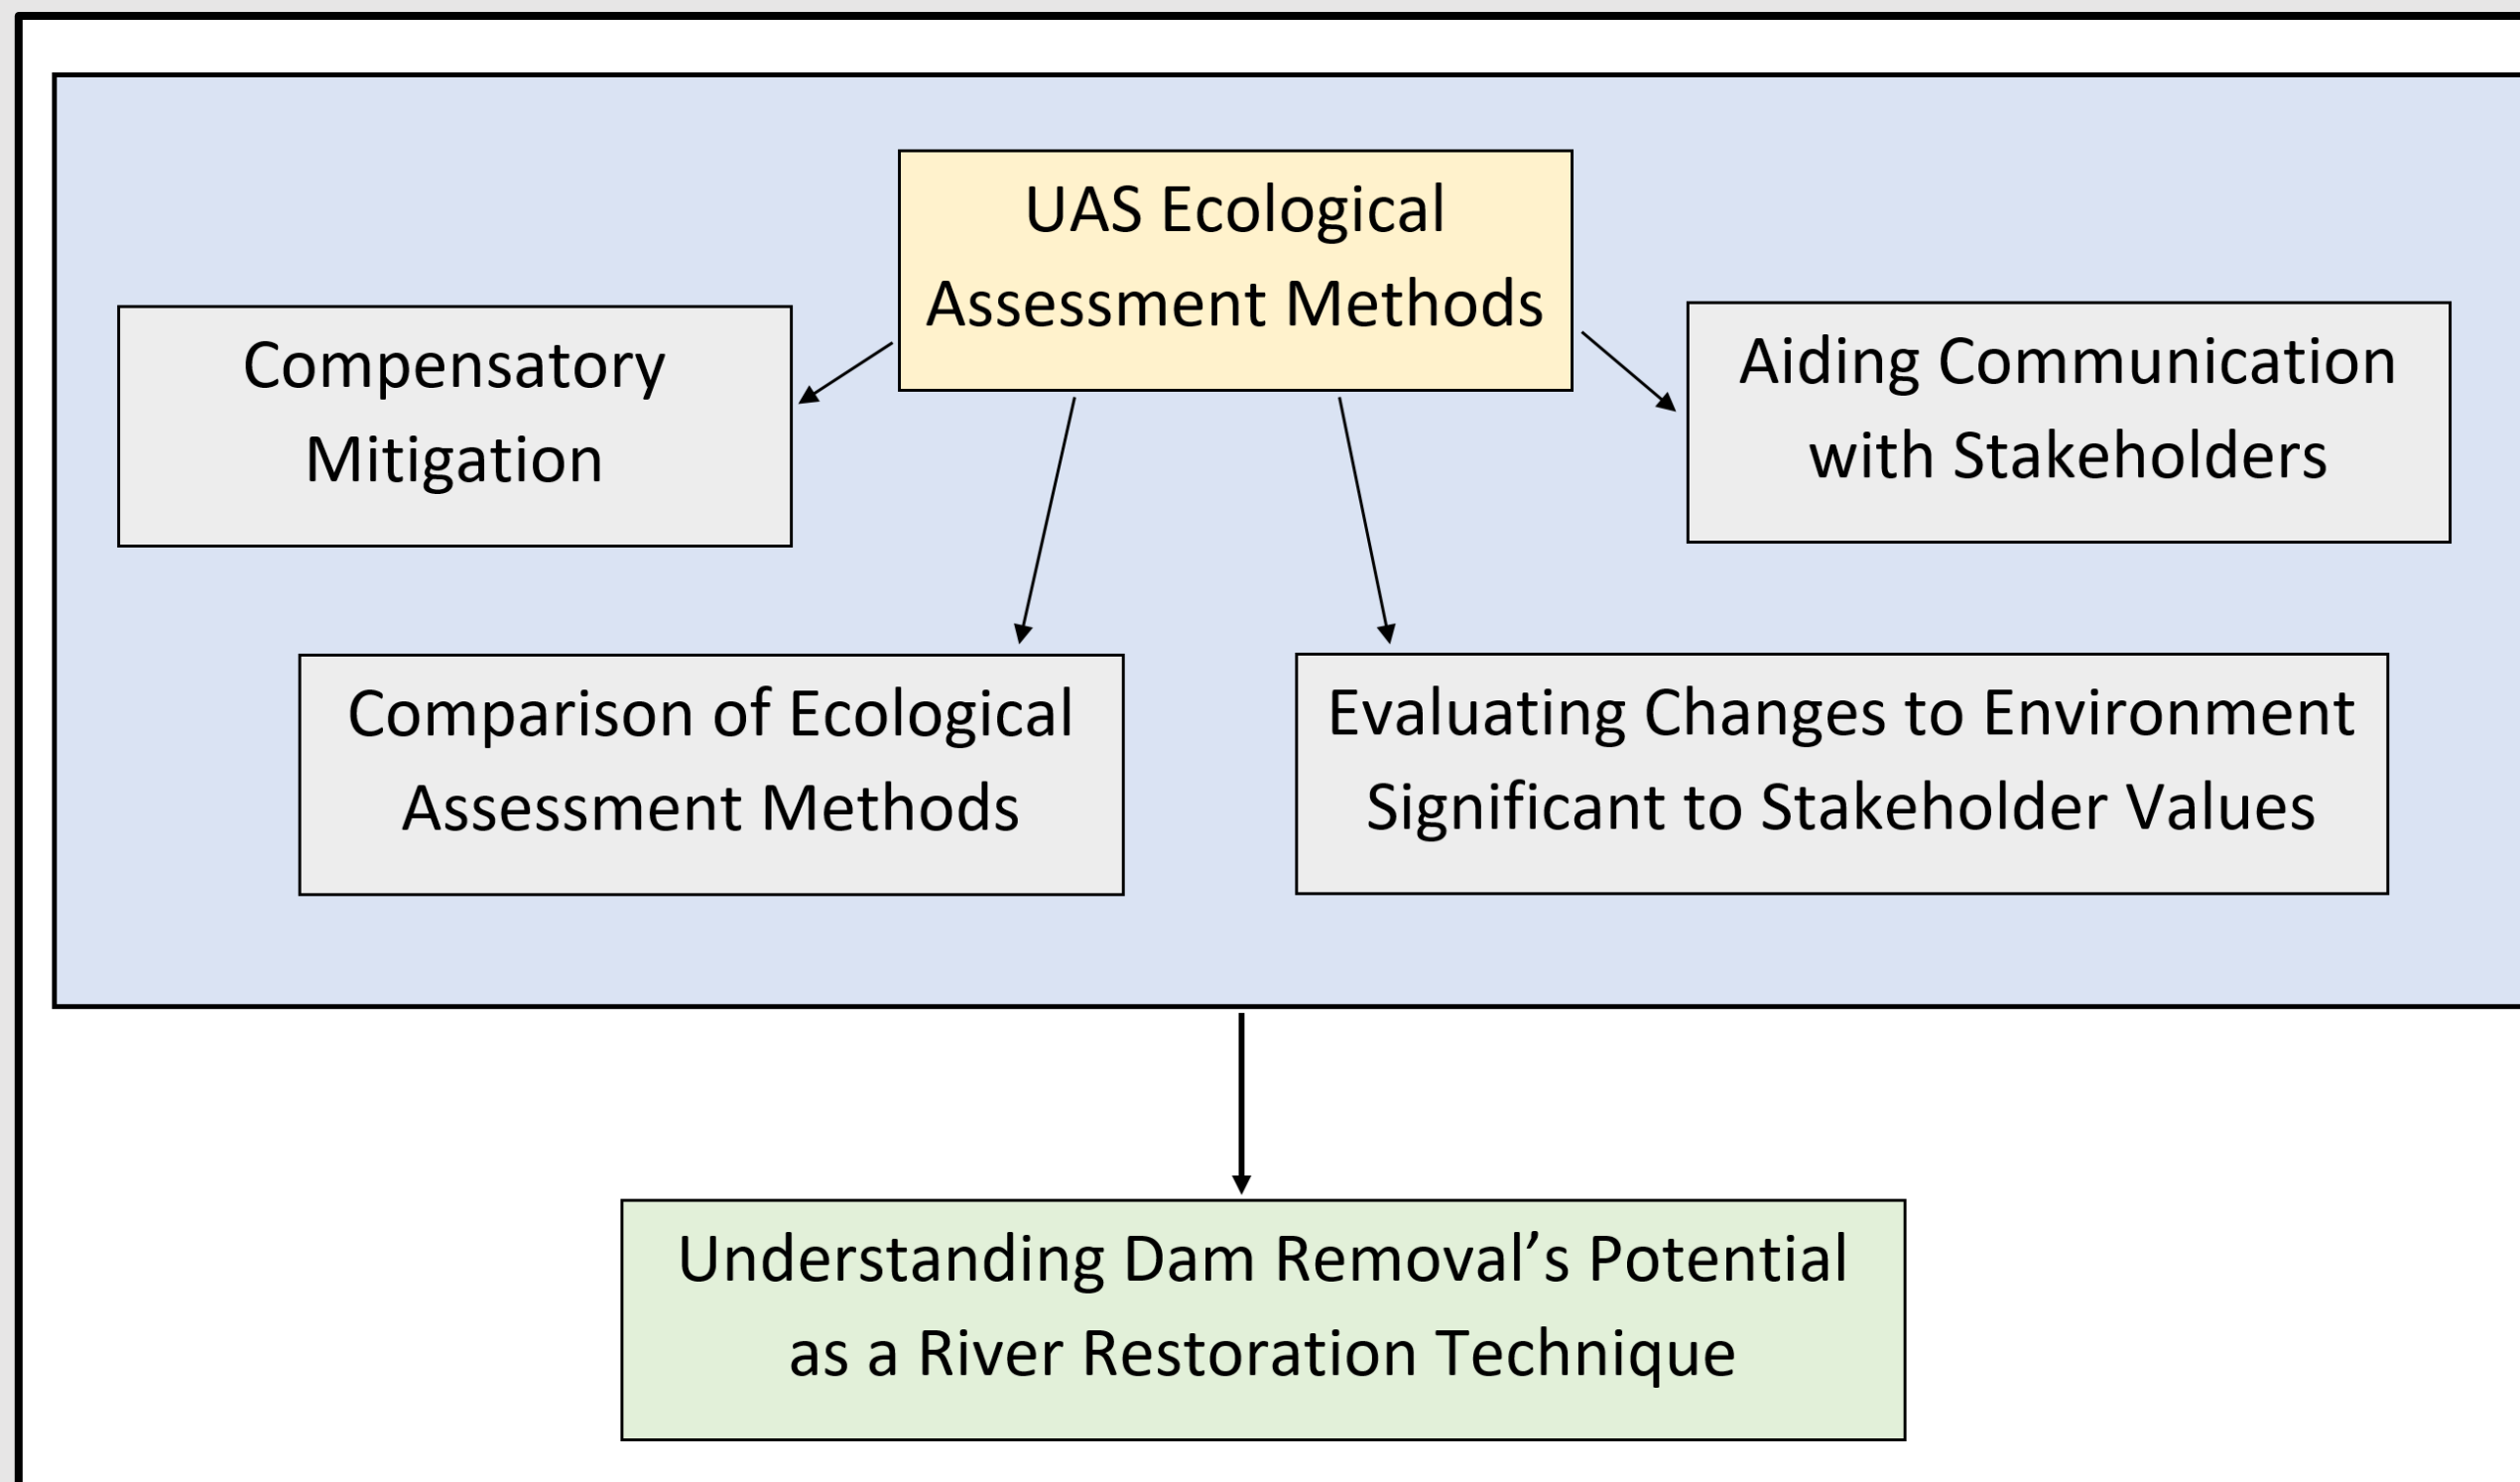 UAS Ecological
Assessment Methods
Compensatory
Mitigation
Aiding Communication
with Stakeholders
Comparison of Ecological
Assessment Methods
Evaluating Changes to Environment
Significant to Stakeholder Values
Understanding Dam Removal’s Potential
as a River Restoration Technique